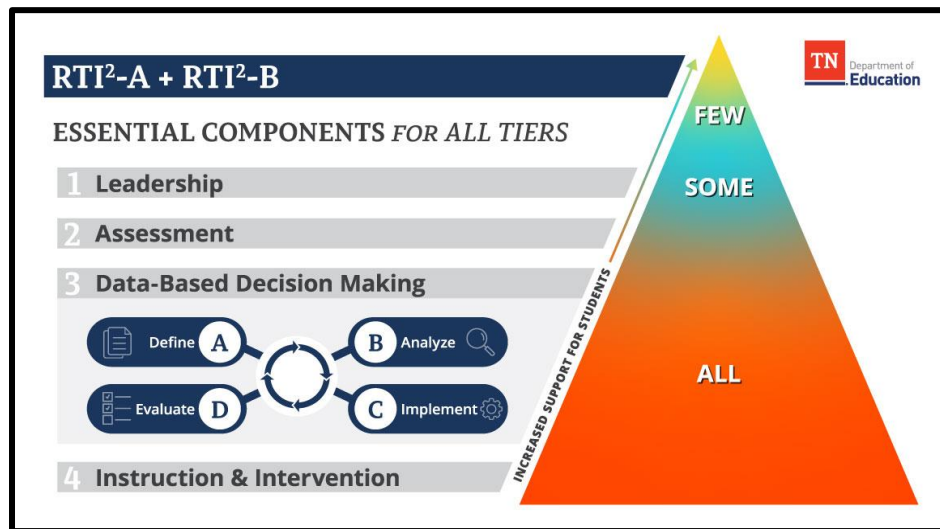 RTI²-A + RTI²-B
TN Department of
Education
ESSENTIAL COMPONENTS for ALL TIERS
1 Leadership
2 Assessment
3 Data-Based Decision Making
Define A
B Analyze
Evaluate D
C Implement
4 Instruction & Intervention
INCREASED SUPPORT FOR STUDENTS
FEW
SOME
ALL